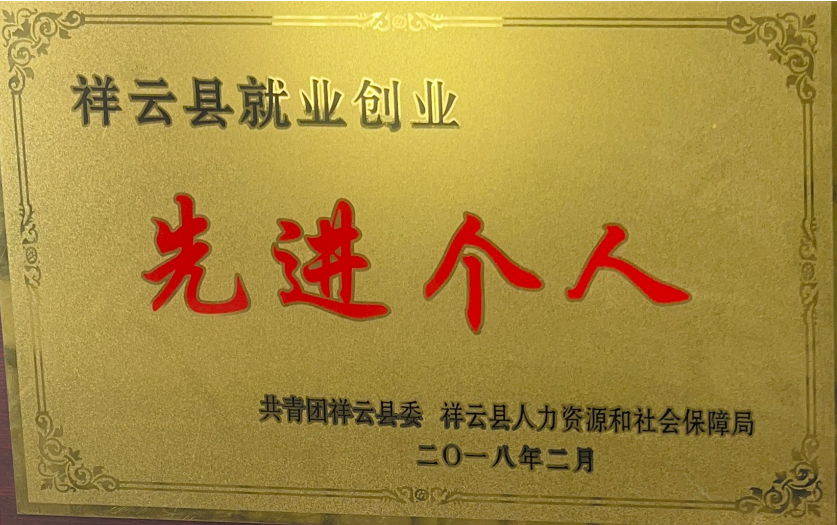 祥云县就业创业
先进个人
共青团祥云县委 祥云县人力资源和社会保障局
二〇一八年二月